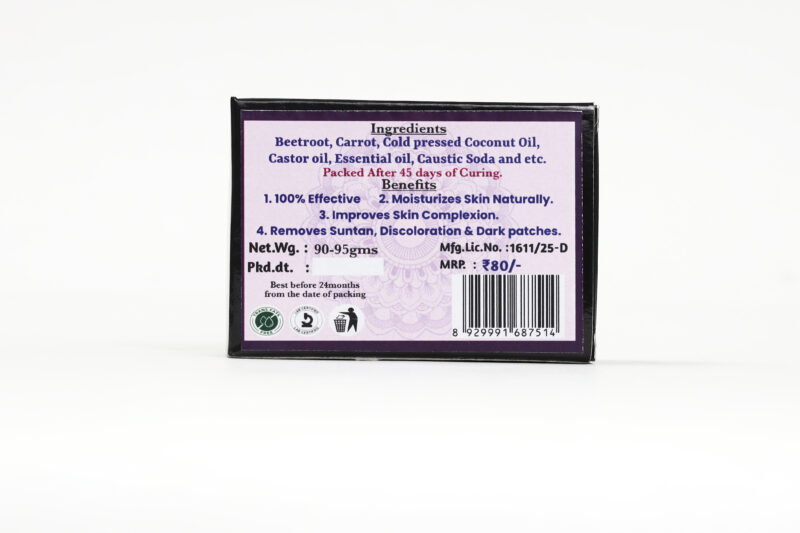 Ingredients
Beetroot, Carrot, Cold pressed Coconut Oil,
Castor oil, Essential oil, Caustic Soda and etc.
Packed After 45 days of Curing.
Benefits
1. 100% Effective 2. Moisturizes Skin Naturally.
3. Improves Skin Complexion.
4. Removes Suntan, Discoloration & Dark patches.
Net.Wg. : 90-95gms
Mfg.Lic.No. :1611/25-D
Pkd.dt. :
MRP. : ₹80/-
Best before 24months
from the date of packing
8 929991 687514